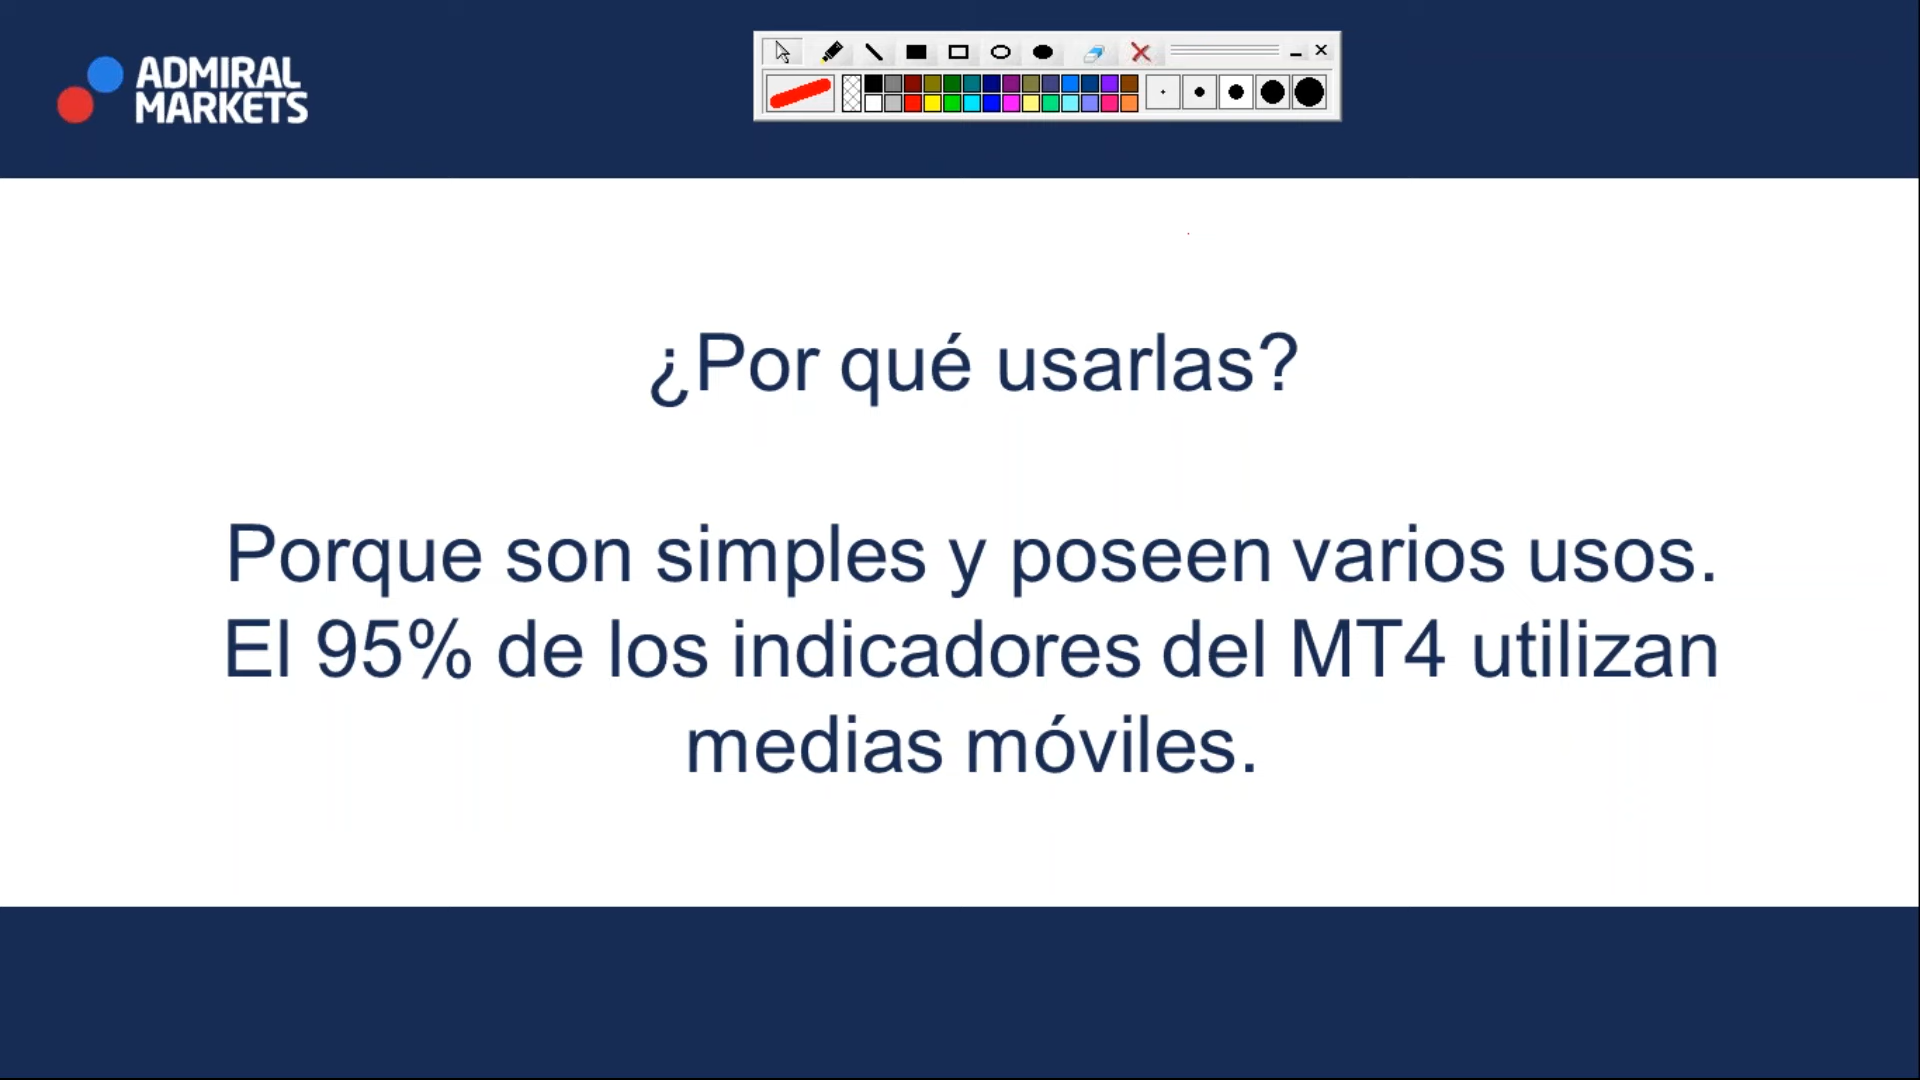 ADMIRAL
MARKETS
¿Por qué usarlas?
Porque son simples y poseen varios usos.
El 95% de los indicadores del MT4 utilizan
medias móviles.